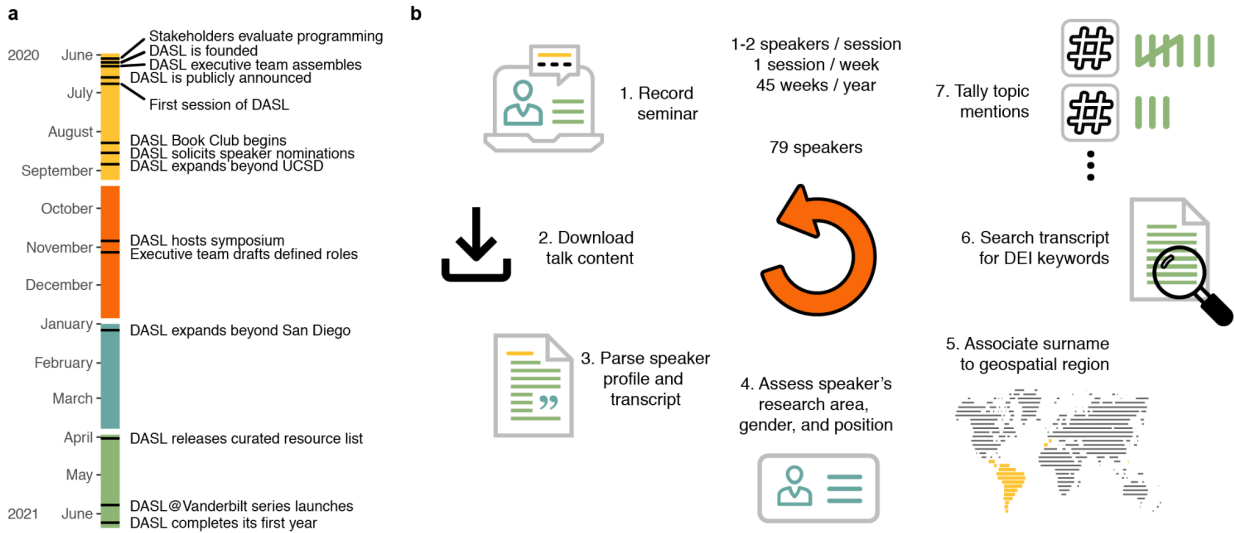 a
2020
June
July
August
September
October
November
December
January
February
March
April
May
2021
June
Stakeholders evaluate programming
DASL is founded
DASL executive team assembles
DASL is publicly announced
First session of DASL
DASL Book Club begins
DASL solicits speaker nominations
DASL expands beyond UCSD
DASL hosts symposium
Executive team drafts defined roles
DASL expands beyond San Diego
DASL releases curated resource list
DASL@Vanderbilt series launches
DASL completes its first year
b
1-2 speakers / session
1 session / week
45 weeks / year
79 speakers
1. Record
seminar
2. Download
talk content
3. Parse speaker
profile and
transcript
4. Assess speaker’s
research area,
gender, and position
5. Associate surname
to geospatial region
6. Search transcript
for DEI keywords
7. Tally topic
mentions
#
#